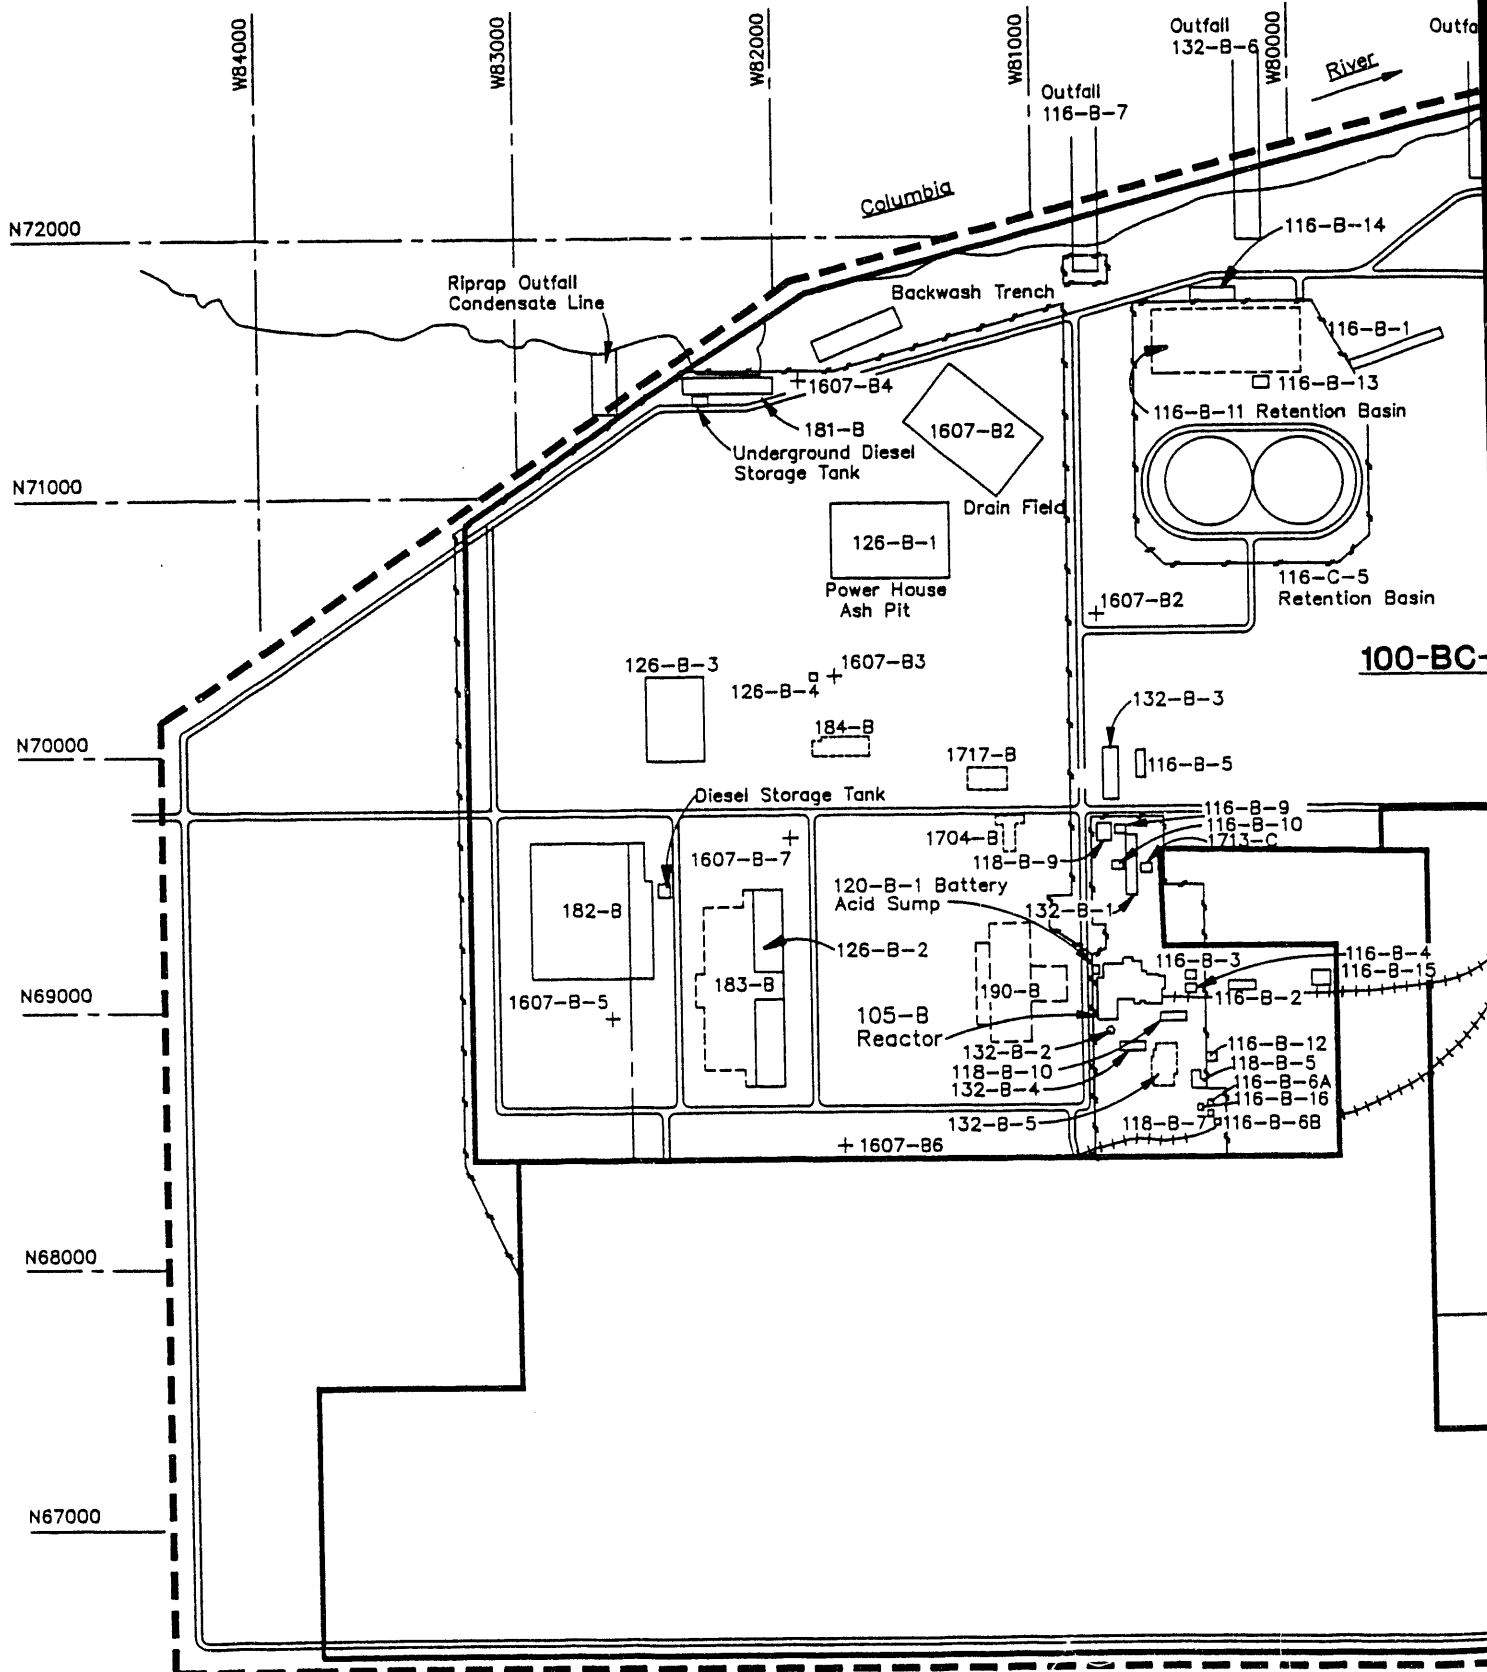 W84000
W83000
W82000
W81000
W80000
Outfall
132-B-6
Outfa
River
Outfall
116-B-7
Columbia
N72000
116-B-14
Riprap Outfall
Condensate Line
Backwash Trench
116-B-1
1607-B4
116-B-13
116-B-11 Retention Basin
181-B
1607-B2
Underground Diesel
Storage Tank
N71000
Drain Field
126-B-1
116-C-5
Retention Basin
Power House
Ash Pit
1607-B2
126-B-3
1607-B3
126-B-4
100-BC-
132-B-3
184-B
N70000
1717-B
116-B-5
Diesel Storage Tank
116-B-9
116-B-10
1713-C
1704-B
118-B-9
1607-B-7
120-B-1 Battery
Acid Sump
132-B-1
182-B
126-B-2
116-B-4
116-B-3
116-B-15
183-B
190-B
116-B-2
N69000
1607-B-5
105-B
Reactor
132-B-2
118-B-10
132-B-4
116-B-12
118-B-5
116-B-6A
116-B-16
132-B-5
118-B-7
116-B-6B
1607-B6
N68000
N67000